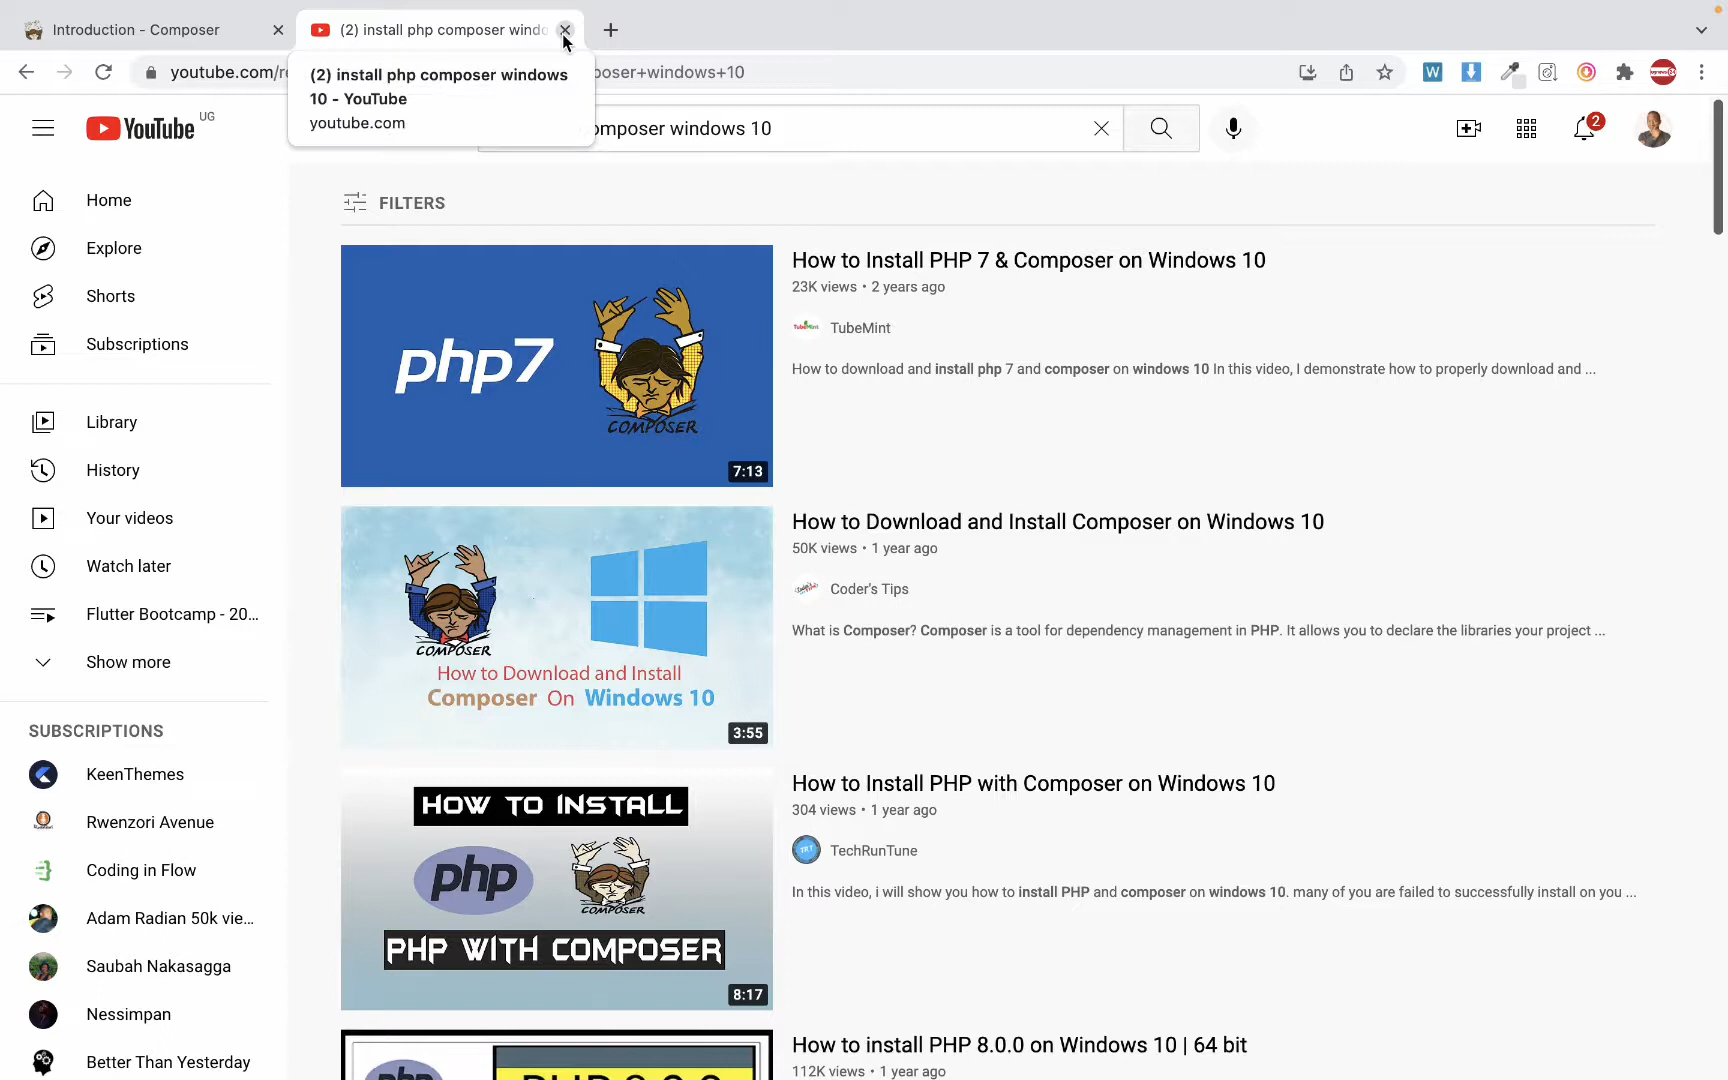 Introduction - Composer
(2) install php composer windo
youtube.com/re
poser+windows+10
(2) install php composer windows
10 - YouTube
youtube.com
YouTube
UG
omposer windows 10
2
Home
Explore
Shorts
Subscriptions
Library
History
Your videos
Watch later
Flutter Bootcamp - 20...
Show more
SUBSCRIPTIONS
KeenThemes
Rwenzori Avenue
Coding in Flow
Adam Radian 50k vie...
Saubah Nakasagga
Nessimpan
Better Than Yesterday
FILTERS
php7
COMPOSER
7:13
How to Install PHP 7 & Composer on Windows 10
23K views • 2 years ago
TubeMint
TubeMint
How to download and install php 7 and composer on windows 10 In this video, I demonstrate how to properly download and ...
COMPOSER
How to Download and Install
Composer On Windows 10
3:55
How to Download and Install Composer on Windows 10
50K views • 1 year ago
Coder's Tips
What is Composer? Composer is a tool for dependency management in PHP. It allows you to declare the libraries your project ...
HOW TO INSTALL
php
COMPOSER
PHP WITH COMPOSER
8:17
How to Install PHP with Composer on Windows 10
304 views • 1 year ago
TRT
TechRunTune
In this video, i will show you how to install PHP and composer on windows 10. many of you are failed to successfully install on you ...
How to install PHP 8.0.0 on Windows 10 | 64 bit
112K views • 1 year ago